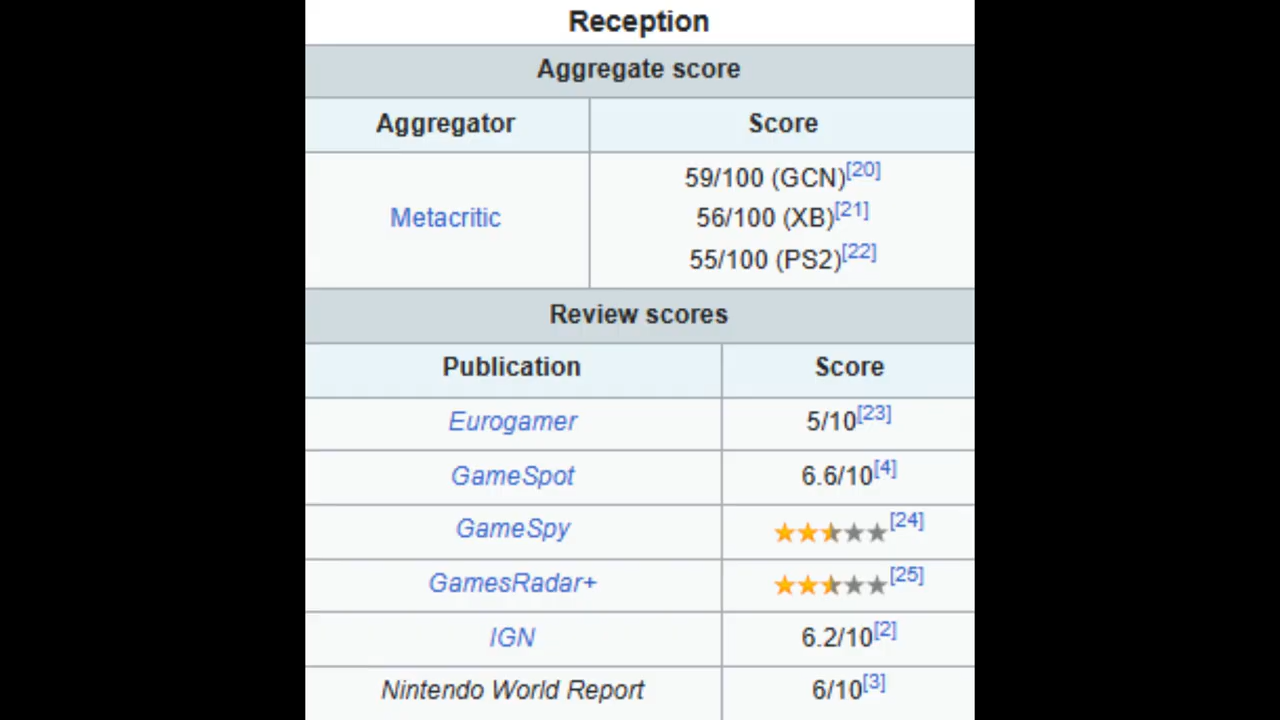 Reception
Aggregate score
Aggregator Score
Metacritic
59/100 (GCN)[20]
56/100 (XB)[21]
55/100 (PS2)[22]
Review scores
Publication Score
Eurogamer 5/10[23]
GameSpot 6.6/10[4]
GameSpy ★★⯪★★[24]
GamesRadar+ ★★⯪★★[25]
IGN 6.2/10[2]
Nintendo World Report 6/10[3]